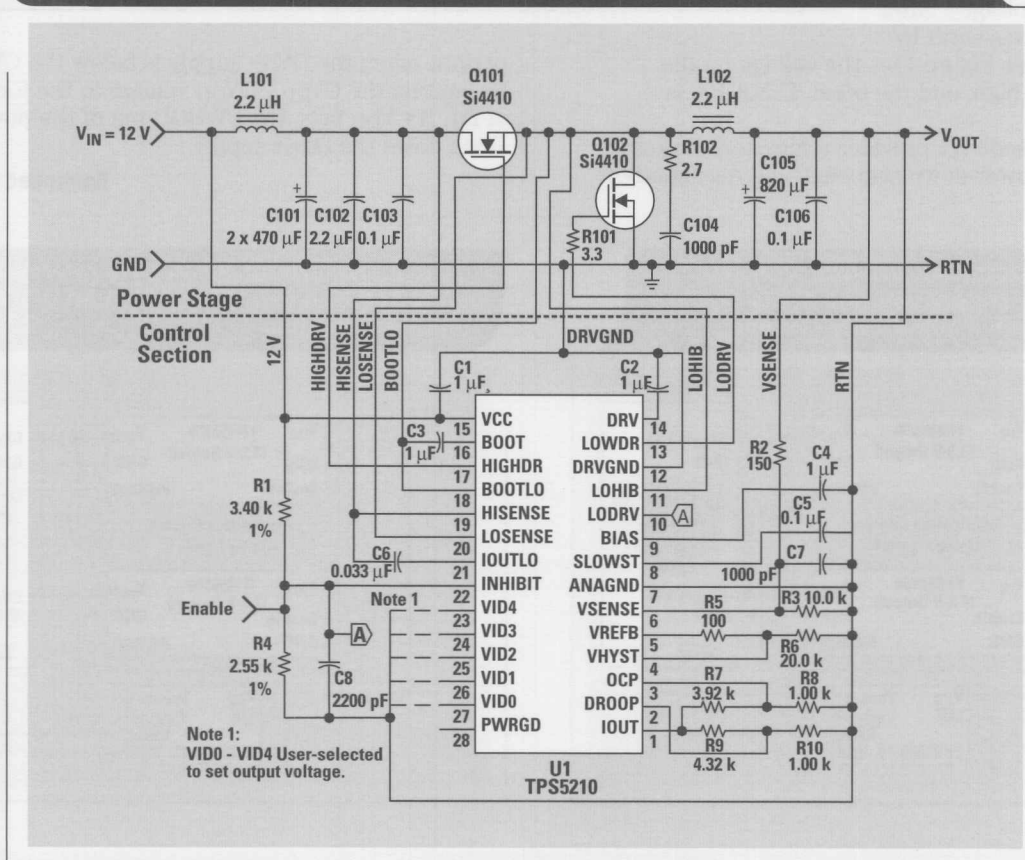 L101
2.2 µH
Q101
Si4410
L102
2.2 µH
VIN = 12 V
VOUT
Q102
Si4410
R102
2.7
C101
2 x 470 µF
C102
2.2 µF
C103
0.1 µF
R101
3.3
C104
1000 pF
C105
820 µF
C106
0.1 µF
+
+
GND
RTN
Power Stage
Control
Section
12 V
HIGHDRV
HISENSE
LOSENSE
BOOTLO
DRVGND
LOHIB
LODRV
VSENSE
RTN
C1
1 µF
C2
1 µF
C3
1 µF
R1
3.40 k
1%
C6
0.033 µF
Enable
Note 1
R4
2.55 k
1%
A
C8
2200 pF
VCC
15
BOOT
16
HIGHDR
17
BOOTLO
18
HISENSE
19
LOSENSE
20
IOUTLO
21
INHIBIT
22
VID4
23
VID3
24
VID2
25
VID1
26
VID0
27
PWRGD
28
DRV
14
LOWDR
13
DRVGND
12
LOHIB
11
LODRV
10
A
BIAS
9
SLOWST
8
ANAGND
7
VSENSE
6
VREFB
5
VHYST
4
OCP
3
DROOP
2
IOUT
1
R2
150
C4
1 µF
C5
0.1 µF
C7
1000 pF
R3 10.0 k
R5
100
R6
20.0 k
R7
3.92 k
R8
1.00 k
R9
4.32 k
R10
1.00 k
Note 1:
VID0 - VID4 User-selected
to set output voltage.
U1
TPS5210